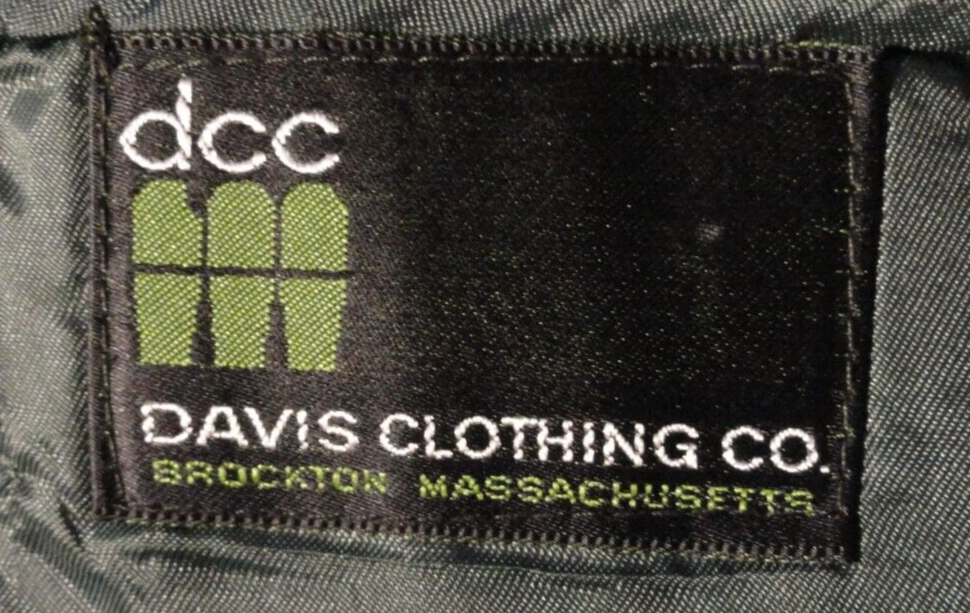 dcc
DAVIS CLOTHING CO.
BROCKTON MASSACHUSETTS